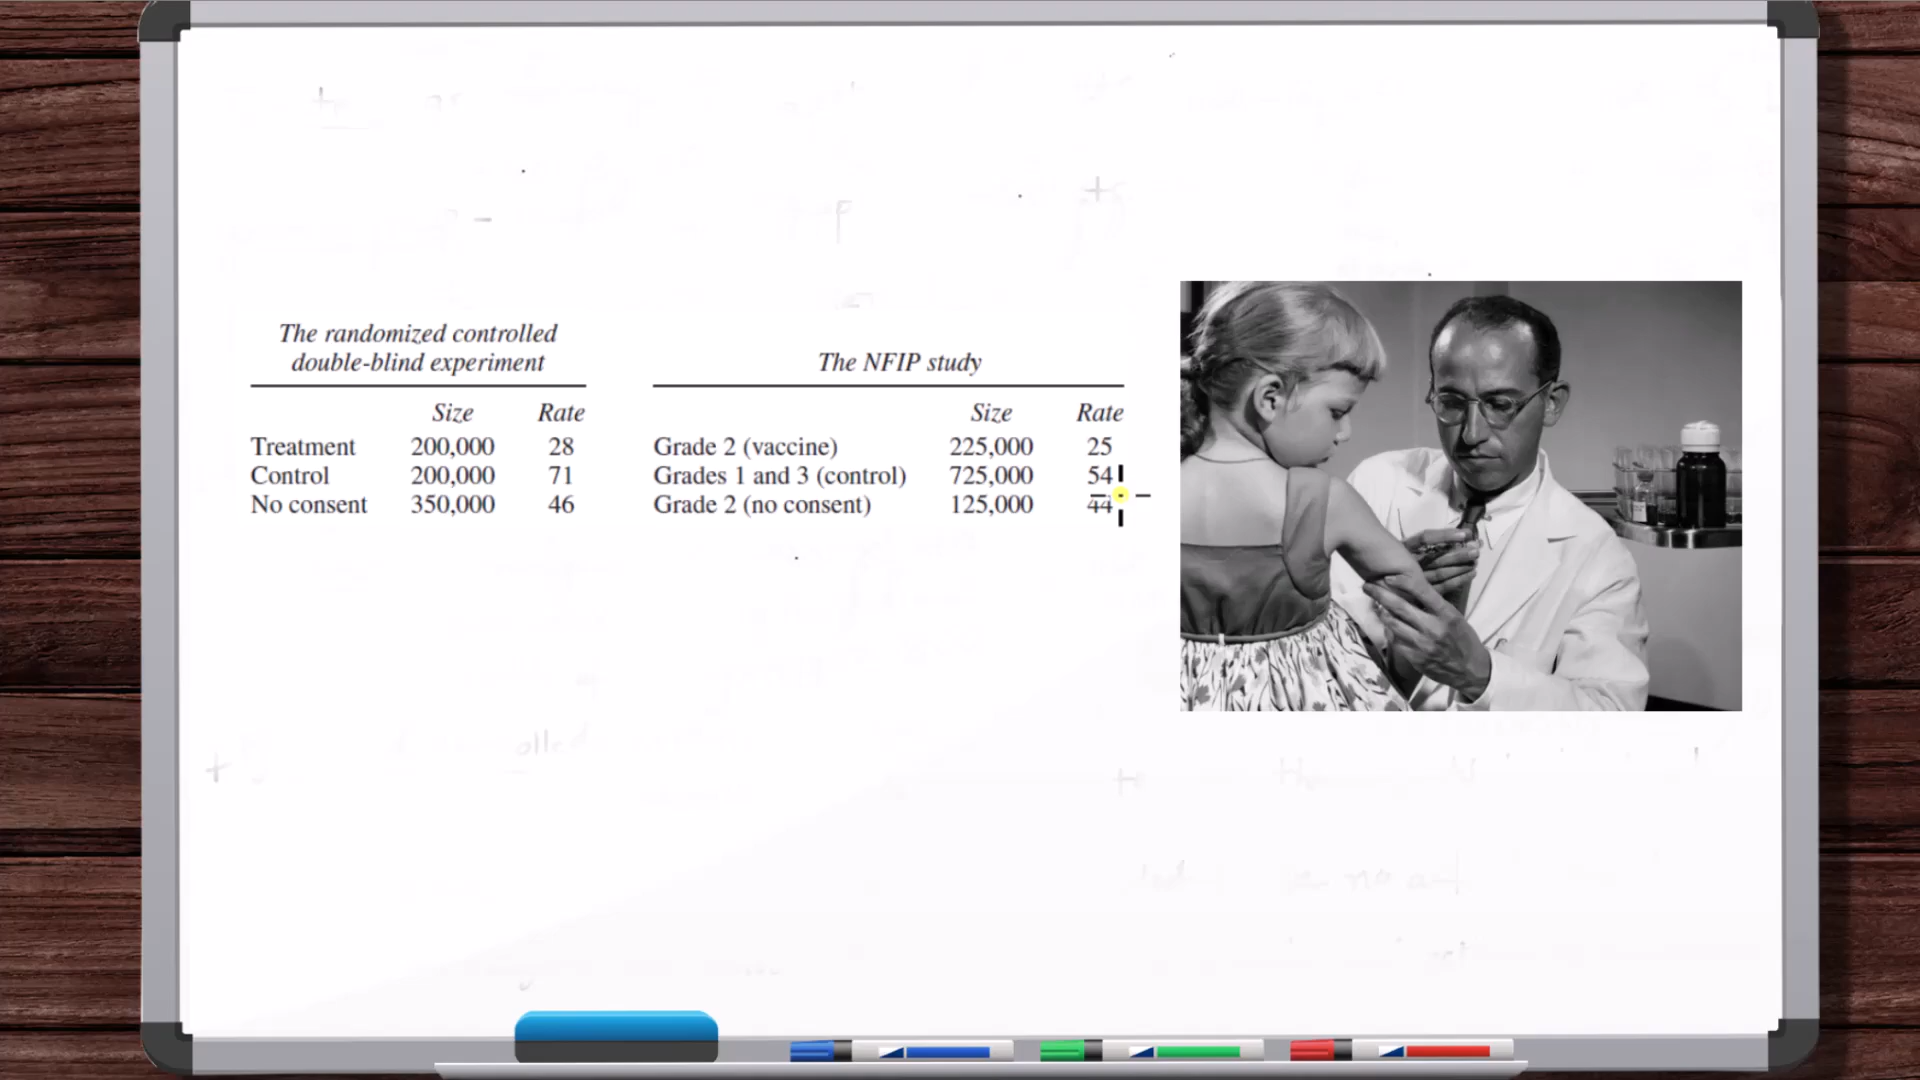 The randomized controlled
double-blind experiment
Size Rate
Treatment 200,000 28
Control 200,000 71
No consent 350,000 46
The NFIP study
Size Rate
Grade 2 (vaccine) 225,000 25
Grades 1 and 3 (control) 725,000 54
Grade 2 (no consent) 125,000 44